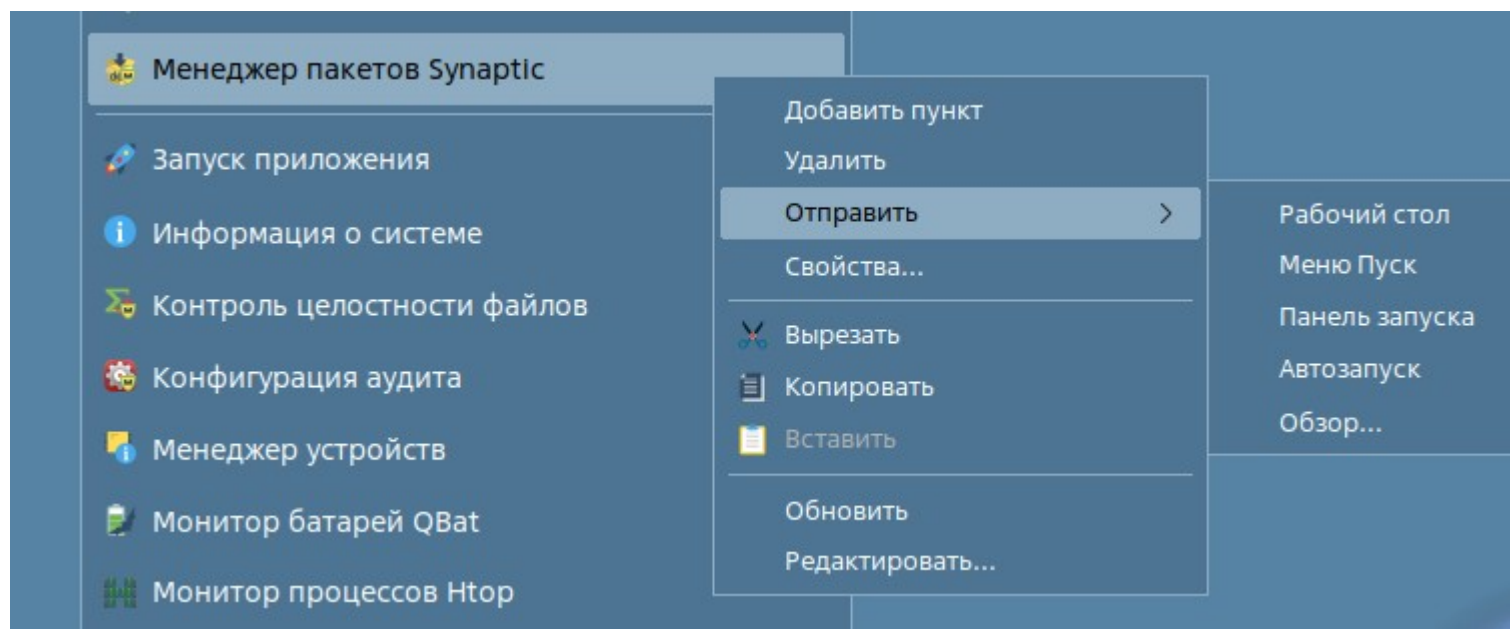 Менеджер пакетов Synaptic
Запуск приложения
Информация о системе
Контроль целостности файлов
Конфигурация аудита
Менеджер устройств
Монитор батарей QBat
Монитор процессов Htop
Добавить пункт
Удалить
Отправить
Свойства...
Вырезать
Копировать
Вставить
Обновить
Редактировать...
Рабочий стол
Меню Пуск
Панель запуска
Автозапуск
Обзор...